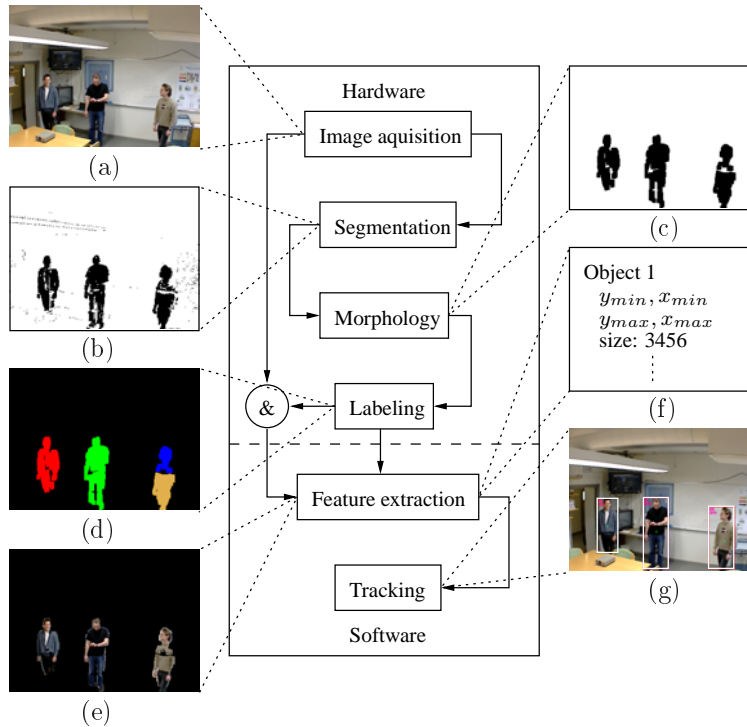 Hardware
Image aquisition
(a)
Segmentation
(c)
Object 1
y_min, x_min
Morphology
y_max, x_max
size: 3456
(b)
&
Labeling
(f)
Feature extraction
(d)
Tracking
(g)
Software
(e)